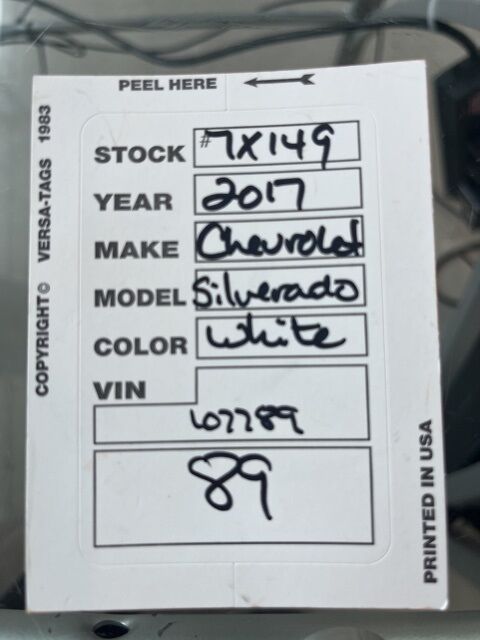 PEEL HERE
COPYRIGHT© VERSA-TAGS 1983
STOCK #7X149
YEAR 2017
MAKE Chevrolet
MODEL Silverado
COLOR White
VIN
107789
89
PRINTED IN USA